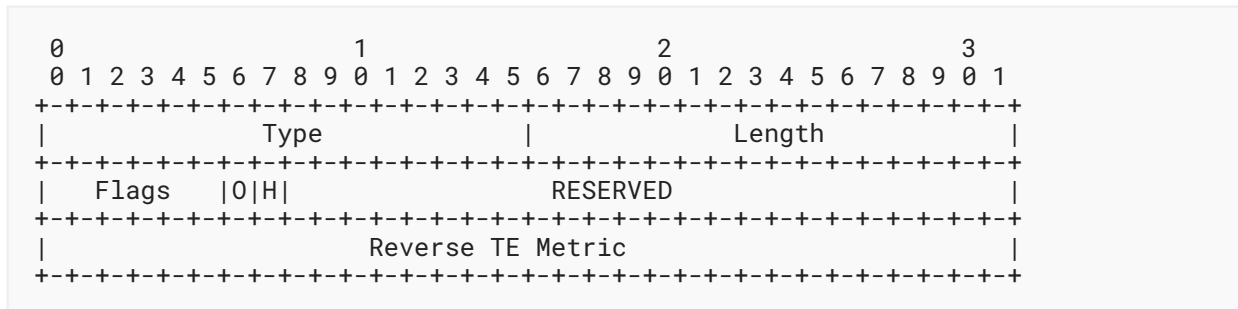 0                   1                   2                   3
 0 1 2 3 4 5 6 7 8 9 0 1 2 3 4 5 6 7 8 9 0 1 2 3 4 5 6 7 8 9 0 1
+-+-+-+-+-+-+-+-+-+-+-+-+-+-+-+-+-+-+-+-+-+-+-+-+-+-+-+-+-+-+-+-+
|              Type             |             Length            |
+-+-+-+-+-+-+-+-+-+-+-+-+-+-+-+-+-+-+-+-+-+-+-+-+-+-+-+-+-+-+-+-+
|   Flags   |O|H|                 RESERVED                      |
+-+-+-+-+-+-+-+-+-+-+-+-+-+-+-+-+-+-+-+-+-+-+-+-+-+-+-+-+-+-+-+-+
|                     Reverse TE Metric                         |
+-+-+-+-+-+-+-+-+-+-+-+-+-+-+-+-+-+-+-+-+-+-+-+-+-+-+-+-+-+-+-+-+